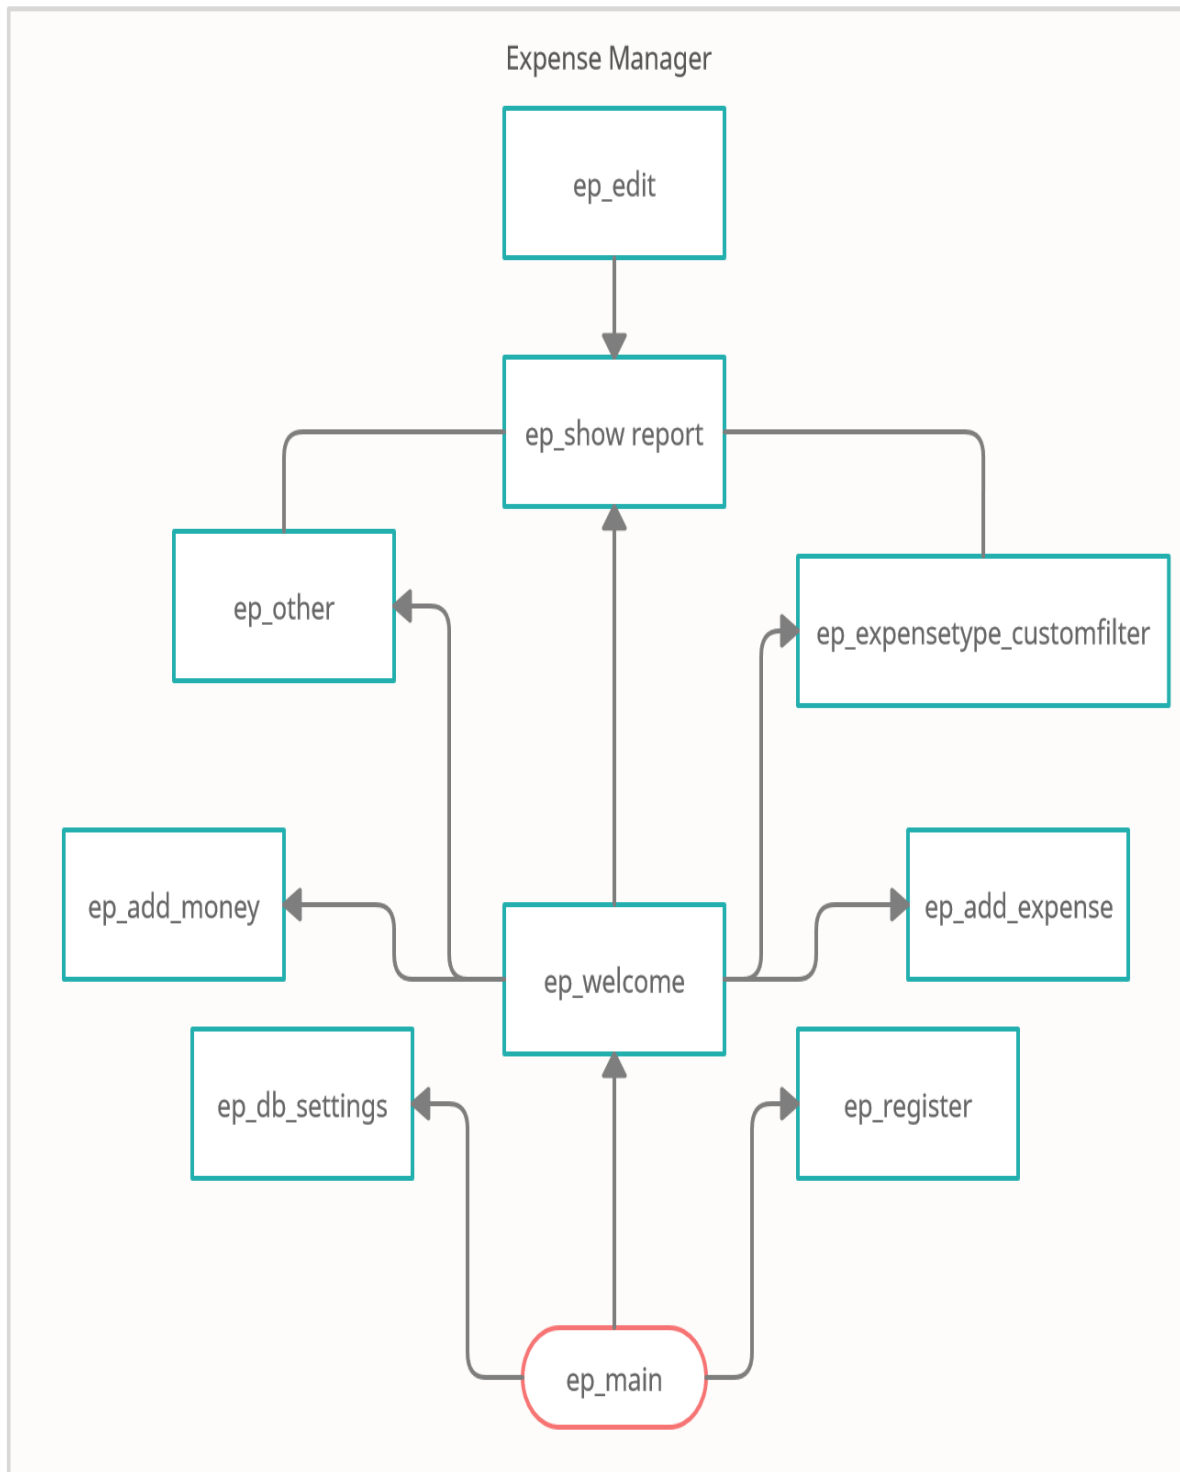 Expense Manager
ep_edit
ep_show report
ep_other
ep_expensetype_customfilter
ep_add_money
ep_add_expense
ep_welcome
ep_db_settings
ep_register
ep_main